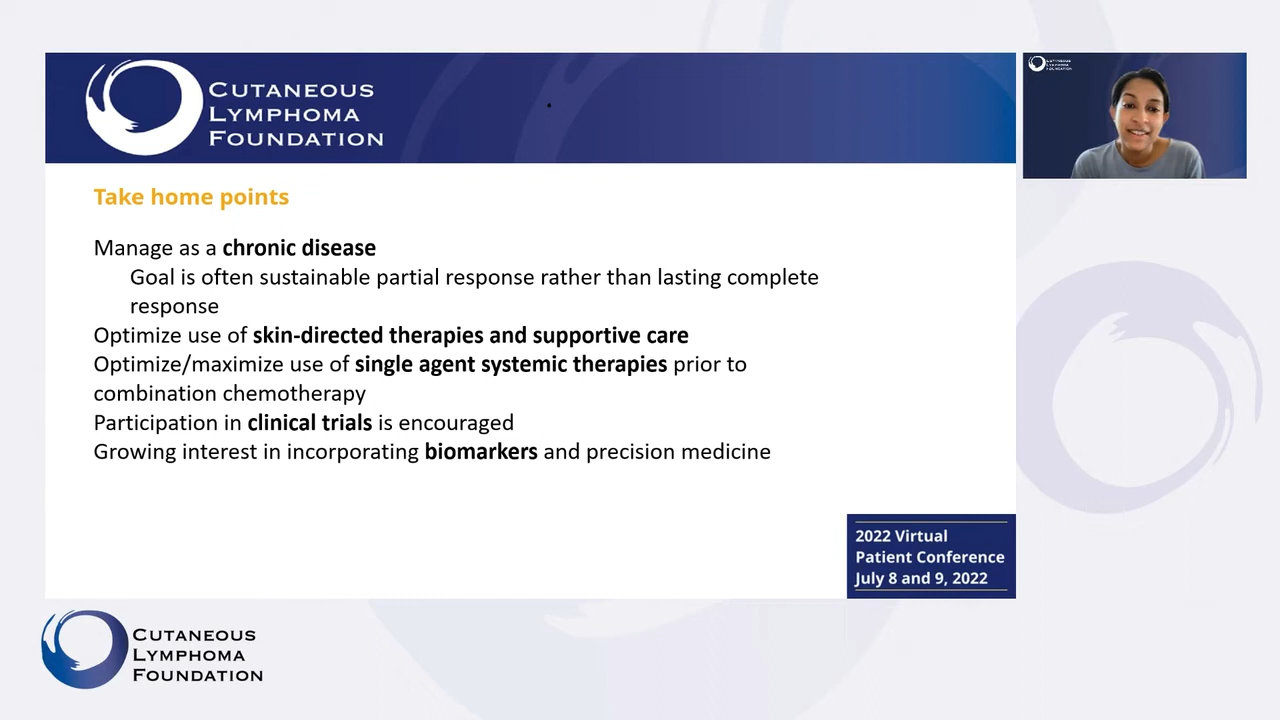 CUTANEOUS
LYMPHOMA
FOUNDATION
Take home points
Manage as a chronic disease
Goal is often sustainable partial response rather than lasting complete
response
Optimize use of skin-directed therapies and supportive care
Optimize/maximize use of single agent systemic therapies prior to
combination chemotherapy
Participation in clinical trials is encouraged
Growing interest in incorporating biomarkers and precision medicine
2022 Virtual
Patient Conference
July 8 and 9, 2022
CUTANEOUS
LYMPHOMA
FOUNDATION
CUTANEOUS
LYMPHOMA
FOUNDATION